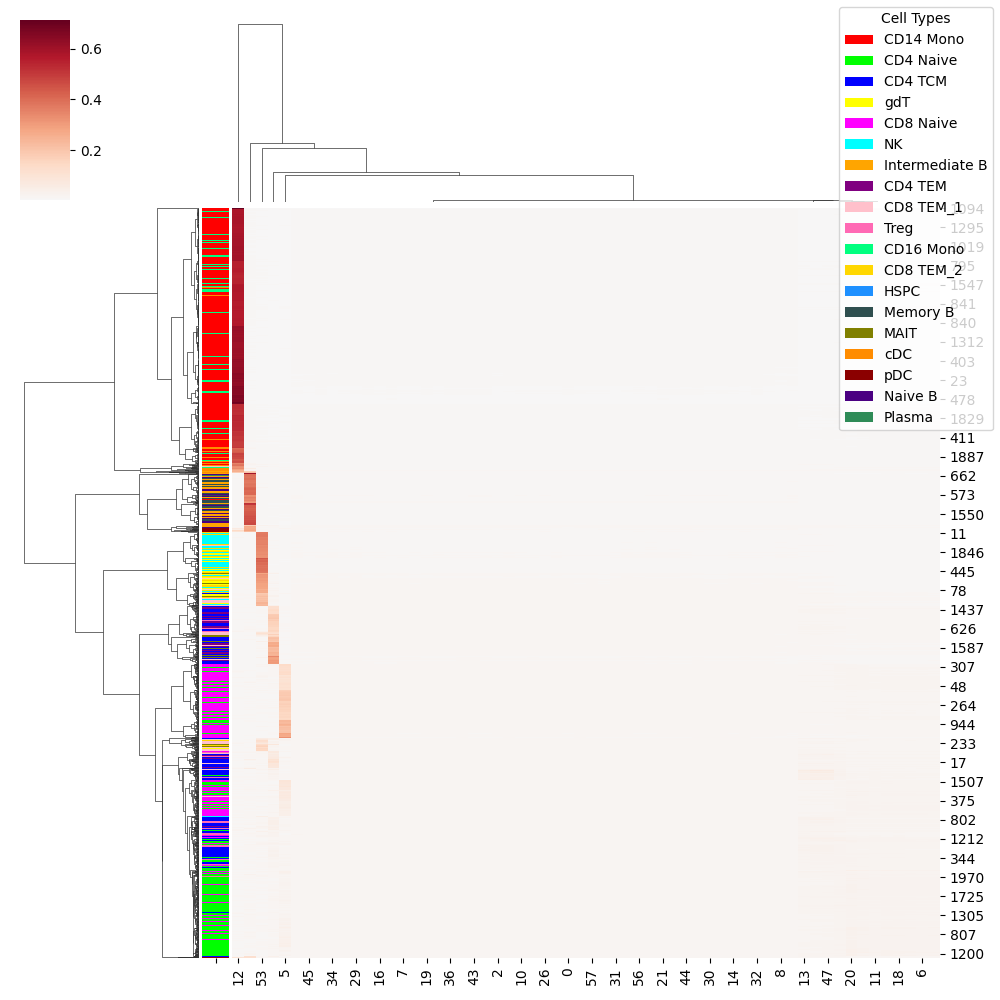 Cell Types
CD14 Mono
CD4 Naive
CD4 TCM
gdT
CD8 Naive
NK
Intermediate B
CD4 TEM
CD8 TEM_1
Treg
CD16 Mono
CD8 TEM_2
HSPC
Memory B
MAIT
cDC
pDC
Naive B
Plasma
0.6
0.4
0.2
1094
1295
1019
795
1547
841
840
1312
403
23
478
1829
411
1887
662
573
1550
11
1846
445
78
1437
626
1587
307
48
264
944
233
17
1507
375
802
1212
344
1970
1725
1305
807
1200
12 53 5 45 34 29 16 7 19 36 43 2 10 26 0 57 31 56 21 44 30 14 32 8 13 47 20 11 18 6